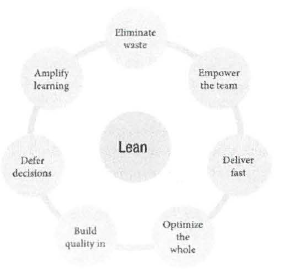 Eliminate
waste
Empower
the team
Deliver
fast
Optimize
the
whole
Build
quality in
Defer
decisions
Amplify
learning
Lean